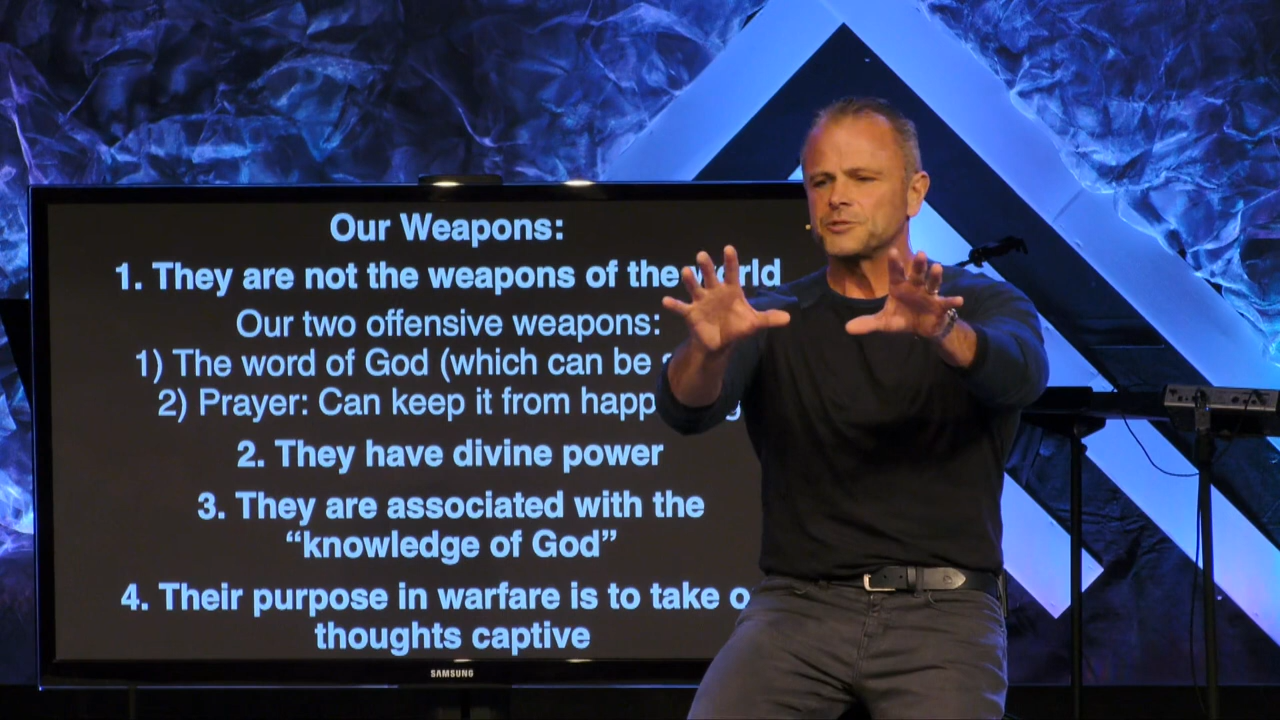 Our Weapons:
1. They are not the weapons of the world
Our two offensive weapons:
1) The word of God (which can be
2) Prayer: Can keep it from
2. They have divine power
3. They are associated with the
“knowledge of God”
4. Their purpose in warfare is to take
thoughts captive
SAMSUNG